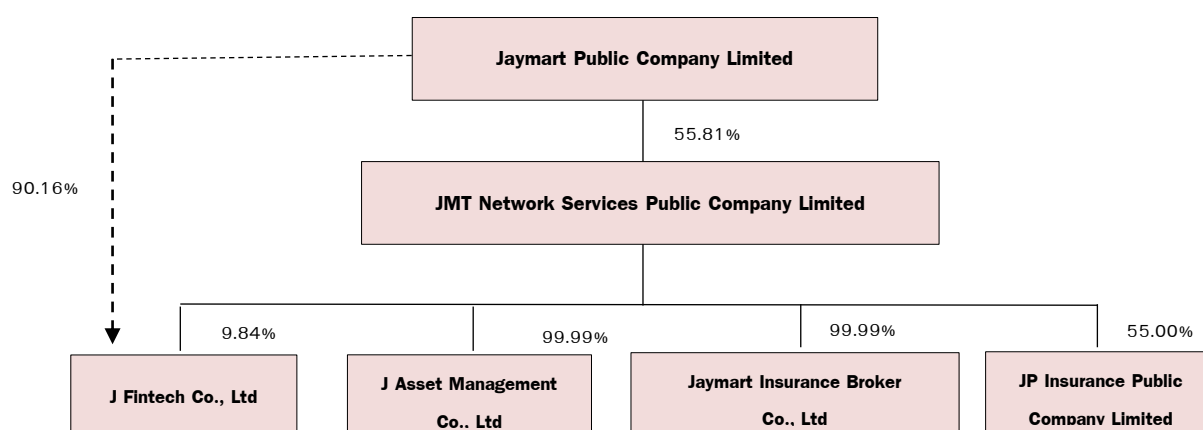 Jaymart Public Company Limited
55.81%
90.16%
JMT Network Services Public Company Limited
9.84%
99.99%
99.99%
55.00%
J Fintech Co., Ltd
J Asset Management
Co., Ltd
Jaymart Insurance Broker
Co., Ltd
JP Insurance Public
Company Limited